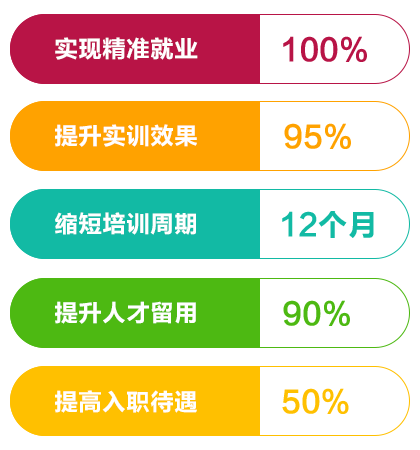 实现精准就业 100%
提升实训效果 95%
缩短培训周期 12个月
提升人才留用 90%
提高入职待遇 50%